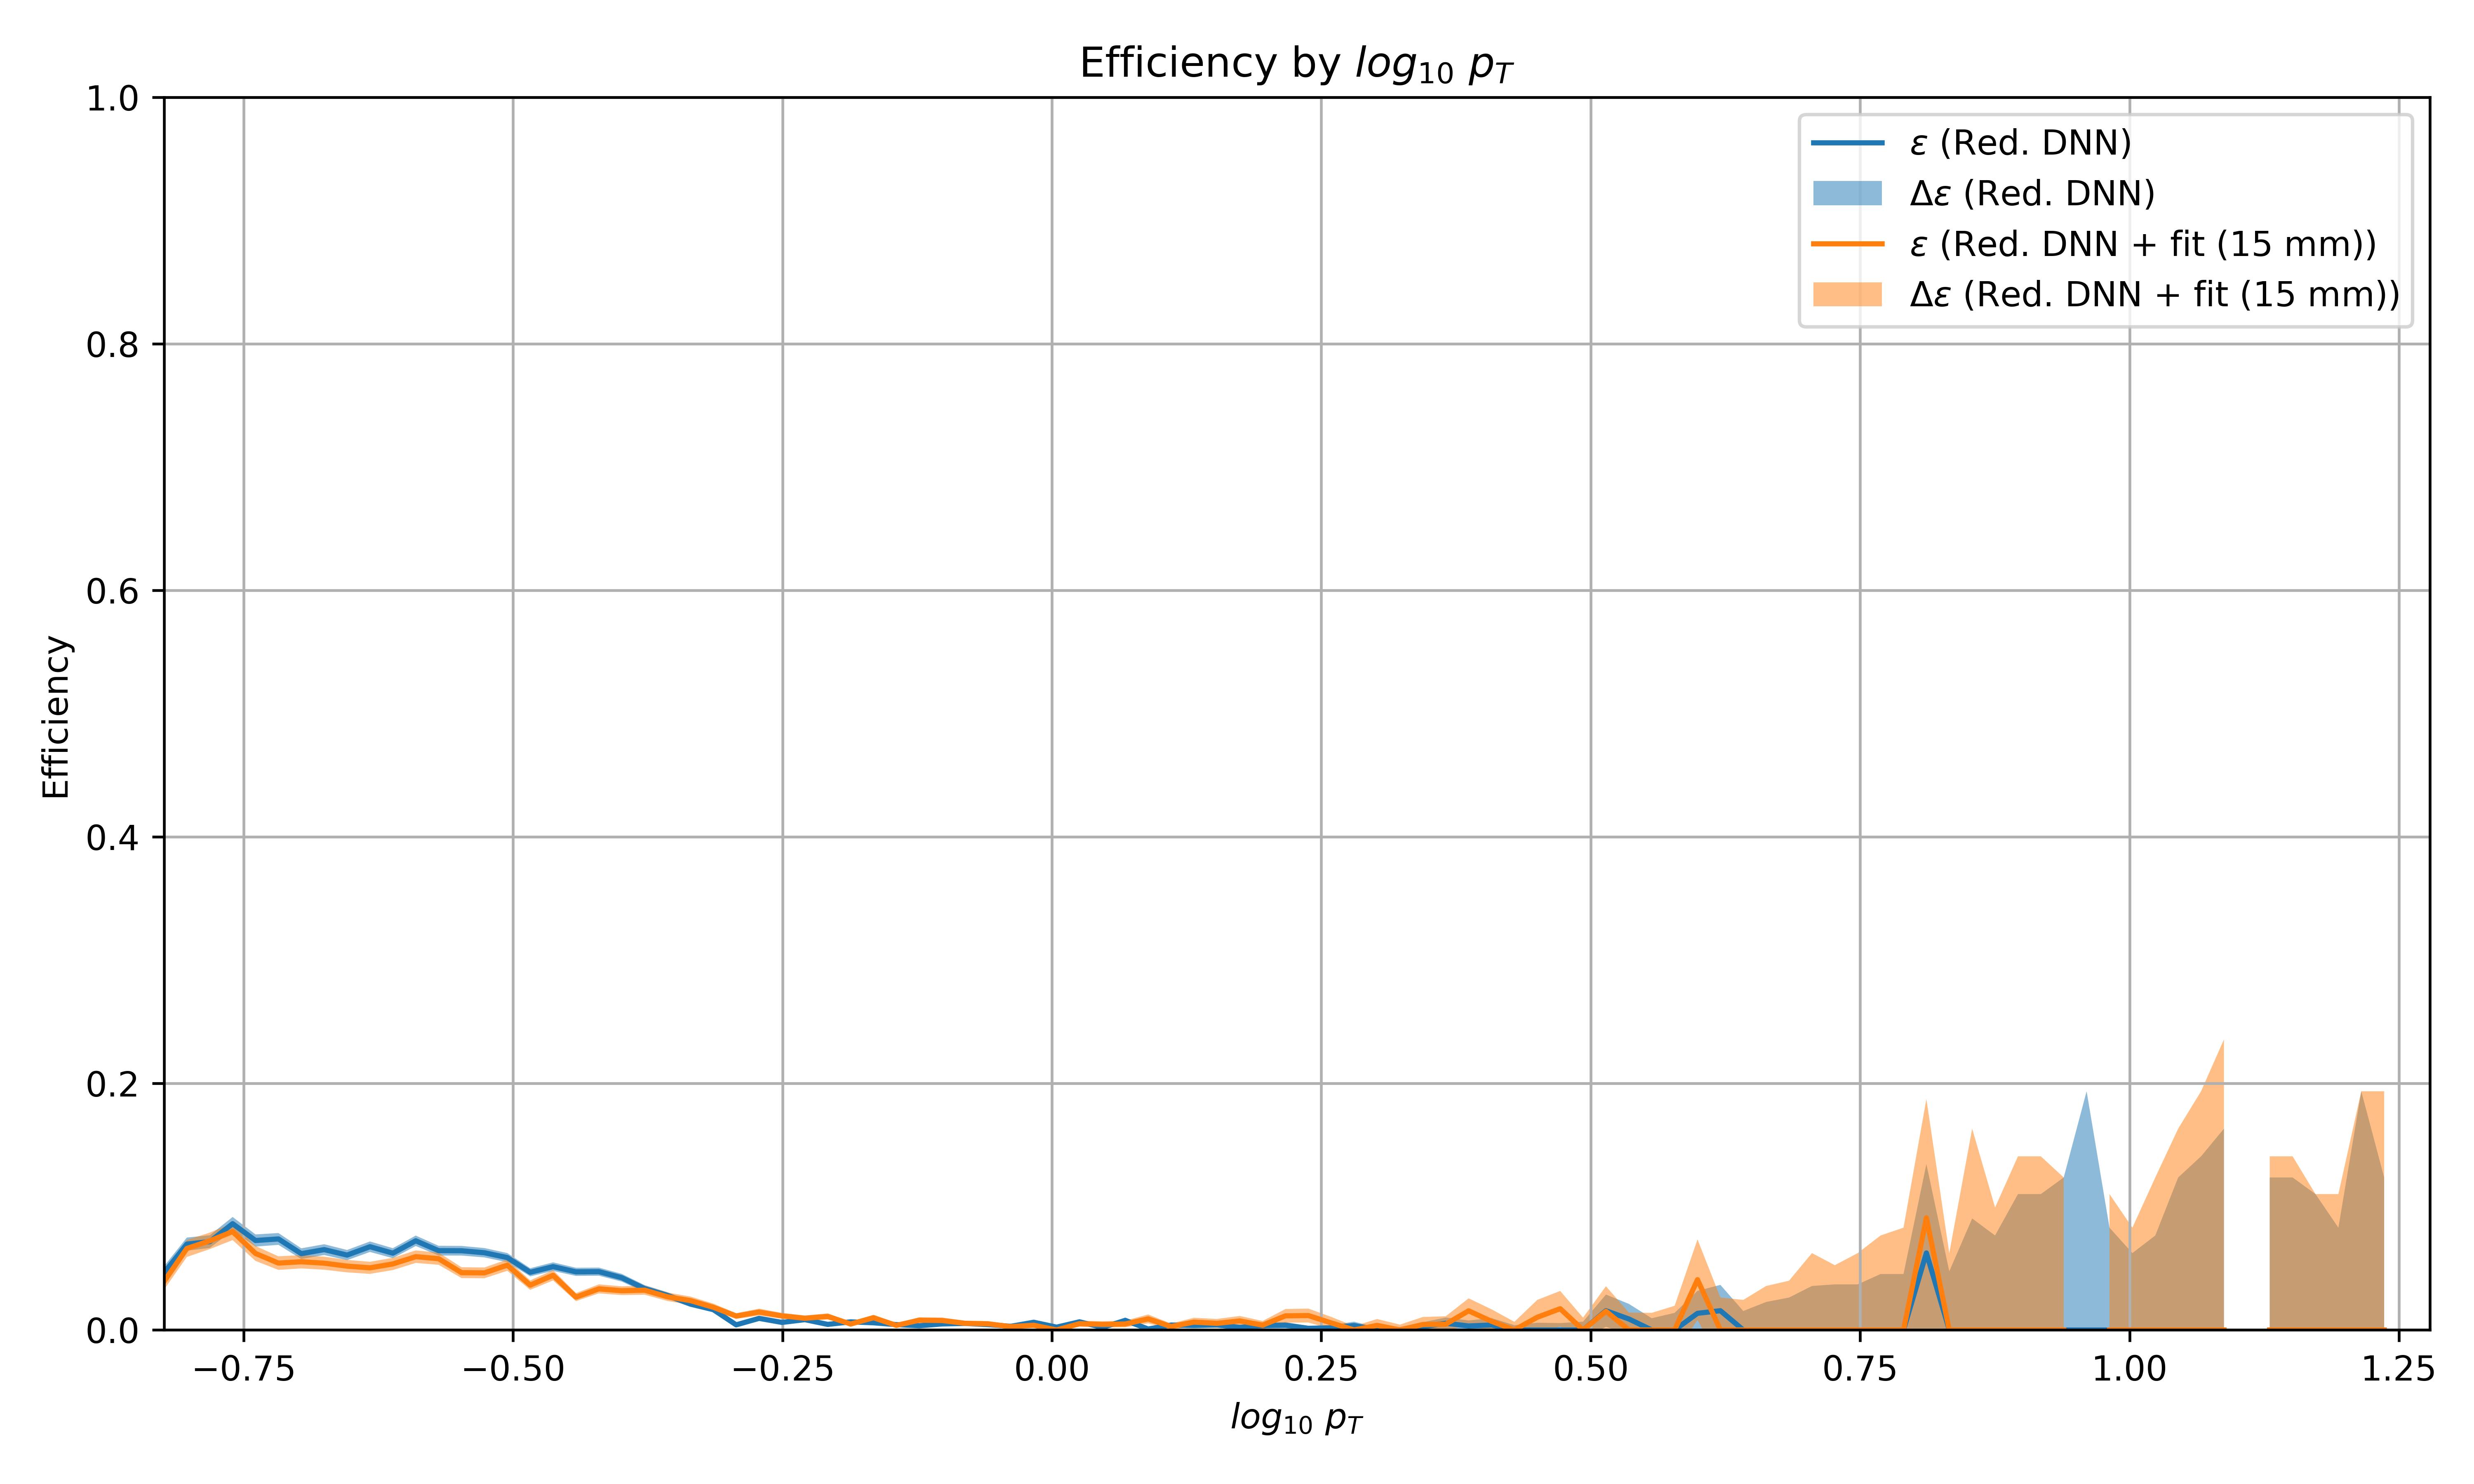 Efficiency by log₁₀ p_T
1.0
0.8
0.6
0.4
0.2
0.0
Efficiency
ε (Red. DNN)
Δε (Red. DNN)
ε (Red. DNN + fit (15 mm))
Δε (Red. DNN + fit (15 mm))
−0.75 −0.50 −0.25 0.00 0.25 0.50 0.75 1.00 1.25
log₁₀ p_T